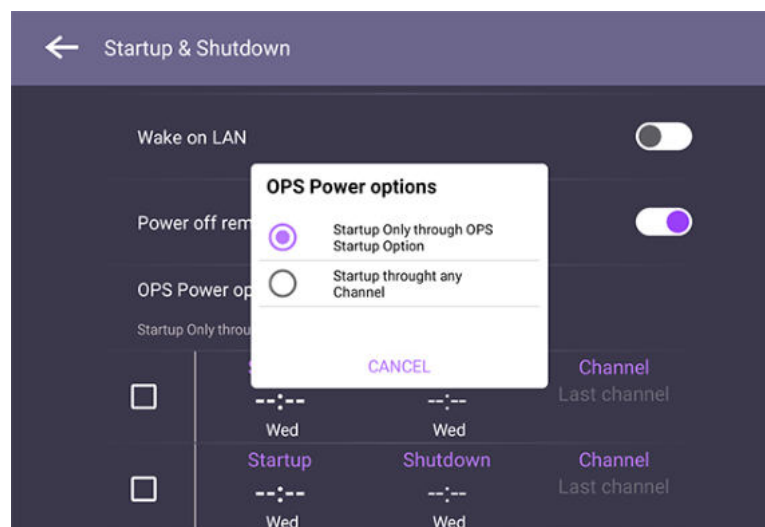 Startup & Shutdown
Wake on LAN
OPS Power options
Power off rem
Startup Only through OPS
Startup Option
Startup throught any
Channel
OPS Power op
Startup Only throu
CANCEL
Channel
--:-- --:-- Last channel
Wed Wed
Startup Shutdown Channel
--:-- --:-- Last channel
Wed Wed